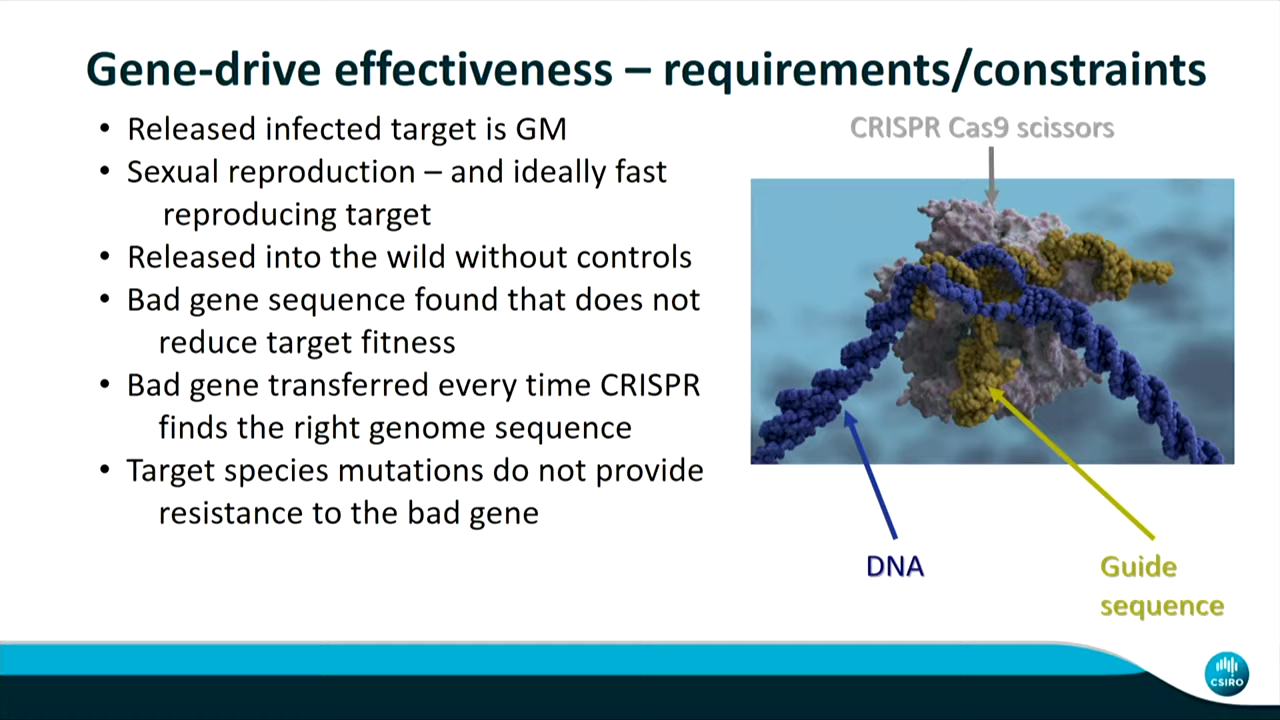 Gene-drive effectiveness – requirements/constraints
• Released infected target is GM
• Sexual reproduction – and ideally fast
reproducing target
• Released into the wild without controls
• Bad gene sequence found that does not
reduce target fitness
• Bad gene transferred every time CRISPR
finds the right genome sequence
• Target species mutations do not provide
resistance to the bad gene
CRISPR Cas9 scissors
DNA
Guide
sequence
CSIRO